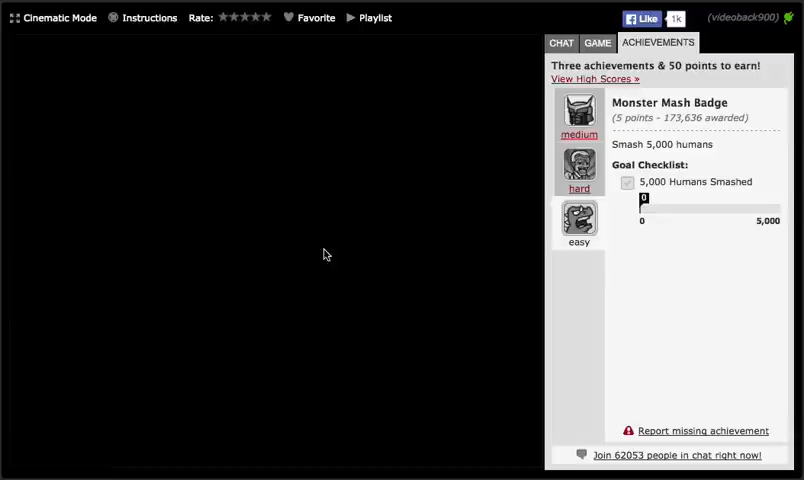 Cinematic Mode Instructions Rate: Favorite Playlist Like 1k (videoback900)
CHAT GAME ACHIEVEMENTS
Three achievements & 50 points to earn!
View High Scores »
medium
hard
easy
Monster Mash Badge
(5 points - 173,636 awarded)
Smash 5,000 humans
Goal Checklist:
5,000 Humans Smashed
0
0 5,000
Report missing achievement
Join 62053 people in chat right now!